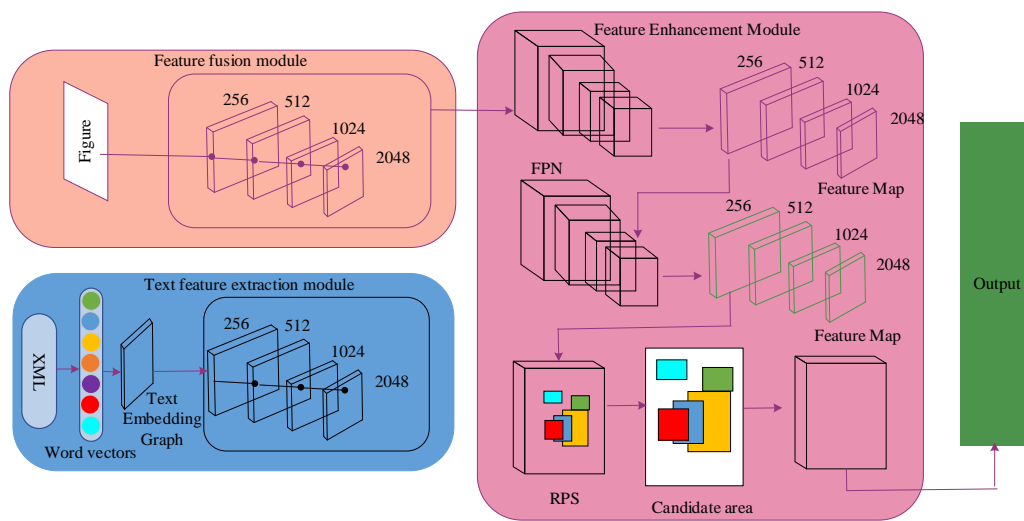 Feature fusion module
Figure
256
512
1024
2048
Text feature extraction module
XML
Word vectors
Text
Embedding
Graph
256
512
1024
2048
Feature Enhancement Module
FPN
256
512
1024
2048
Feature Map
256
512
1024
2048
Feature Map
RPS
Candidate area
Output